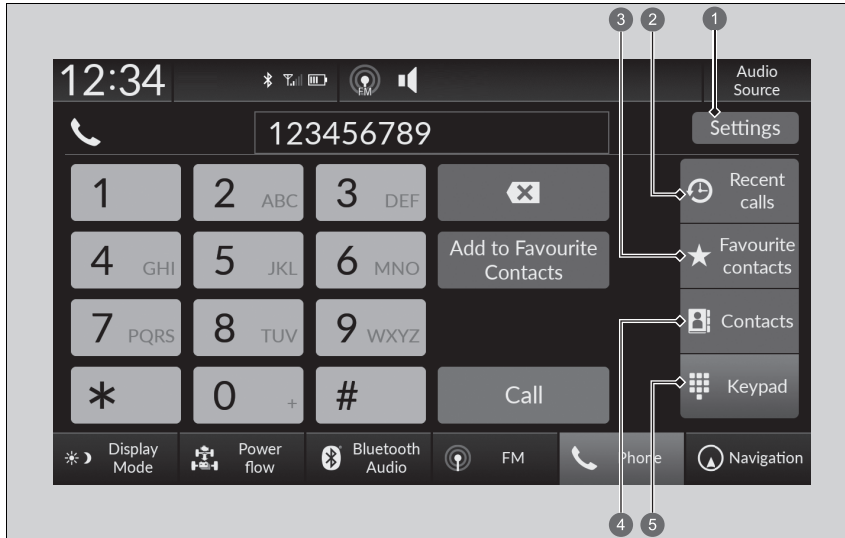 3 2 1
12:34
FM
Audio
Source
123456789
Settings
1
2 ABC
3 DEF
Recent
calls
4 GHI
5 JKL
6 MNO
Add to Favourite
Contacts
Favourite
contacts
7 PQRS
8 TUV
9 WXYZ
Contacts
*
0 +
#
Call
Keypad
Display
Mode
Power
flow
Bluetooth
Audio
FM
Phone
Navigation
4 5